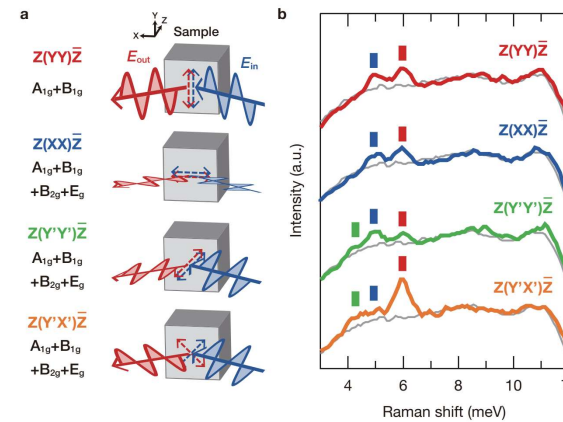 a
Y
Z
X
Sample
Z(YY)Z̅
A1g+B1g
Eout
Ein
Z(XX)Z̅
A1g+B1g
+B2g+Eg
Z(Y'Y')Z̅
A1g+B1g
+B2g+Eg
Z(Y'X')Z̅
A1g+B1g
+B2g+Eg
b
Intensity (a.u.)
Z(YY)Z̅
Z(XX)Z̅
Z(Y'Y')Z̅
Z(Y'X')Z̅
4 6 8 10
Raman shift (meV)